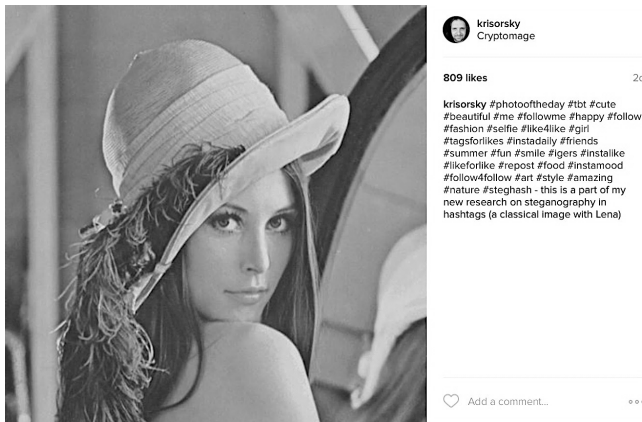 krisorsky
Cryptomage
809 likes
krisorsky #photooftheday #tbt #cute
#beautiful #me #followme #happy #follow
#fashion #selfie #like4like #girl
#tagsforlikes #instadaily #friends
#summer #fun #smile #igers #instalike
#likeforlike #repost #food #instamood
#follow4follow #art #style #amazing
#nature #steghash - this is a part of my
new research on steganography in
hashtags (a classical image with Lena)
Add a comment...